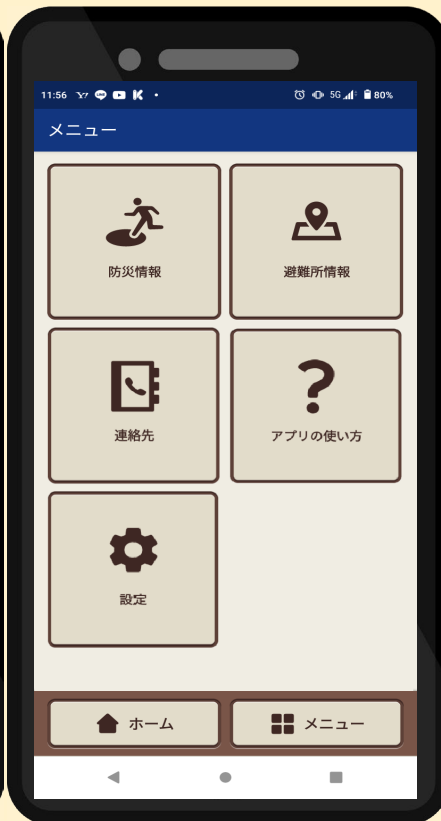 11:56 5G 80%
メニュー
防災情報
避難所情報
連絡先
アプリの使い方
設定
ホーム
メニュー